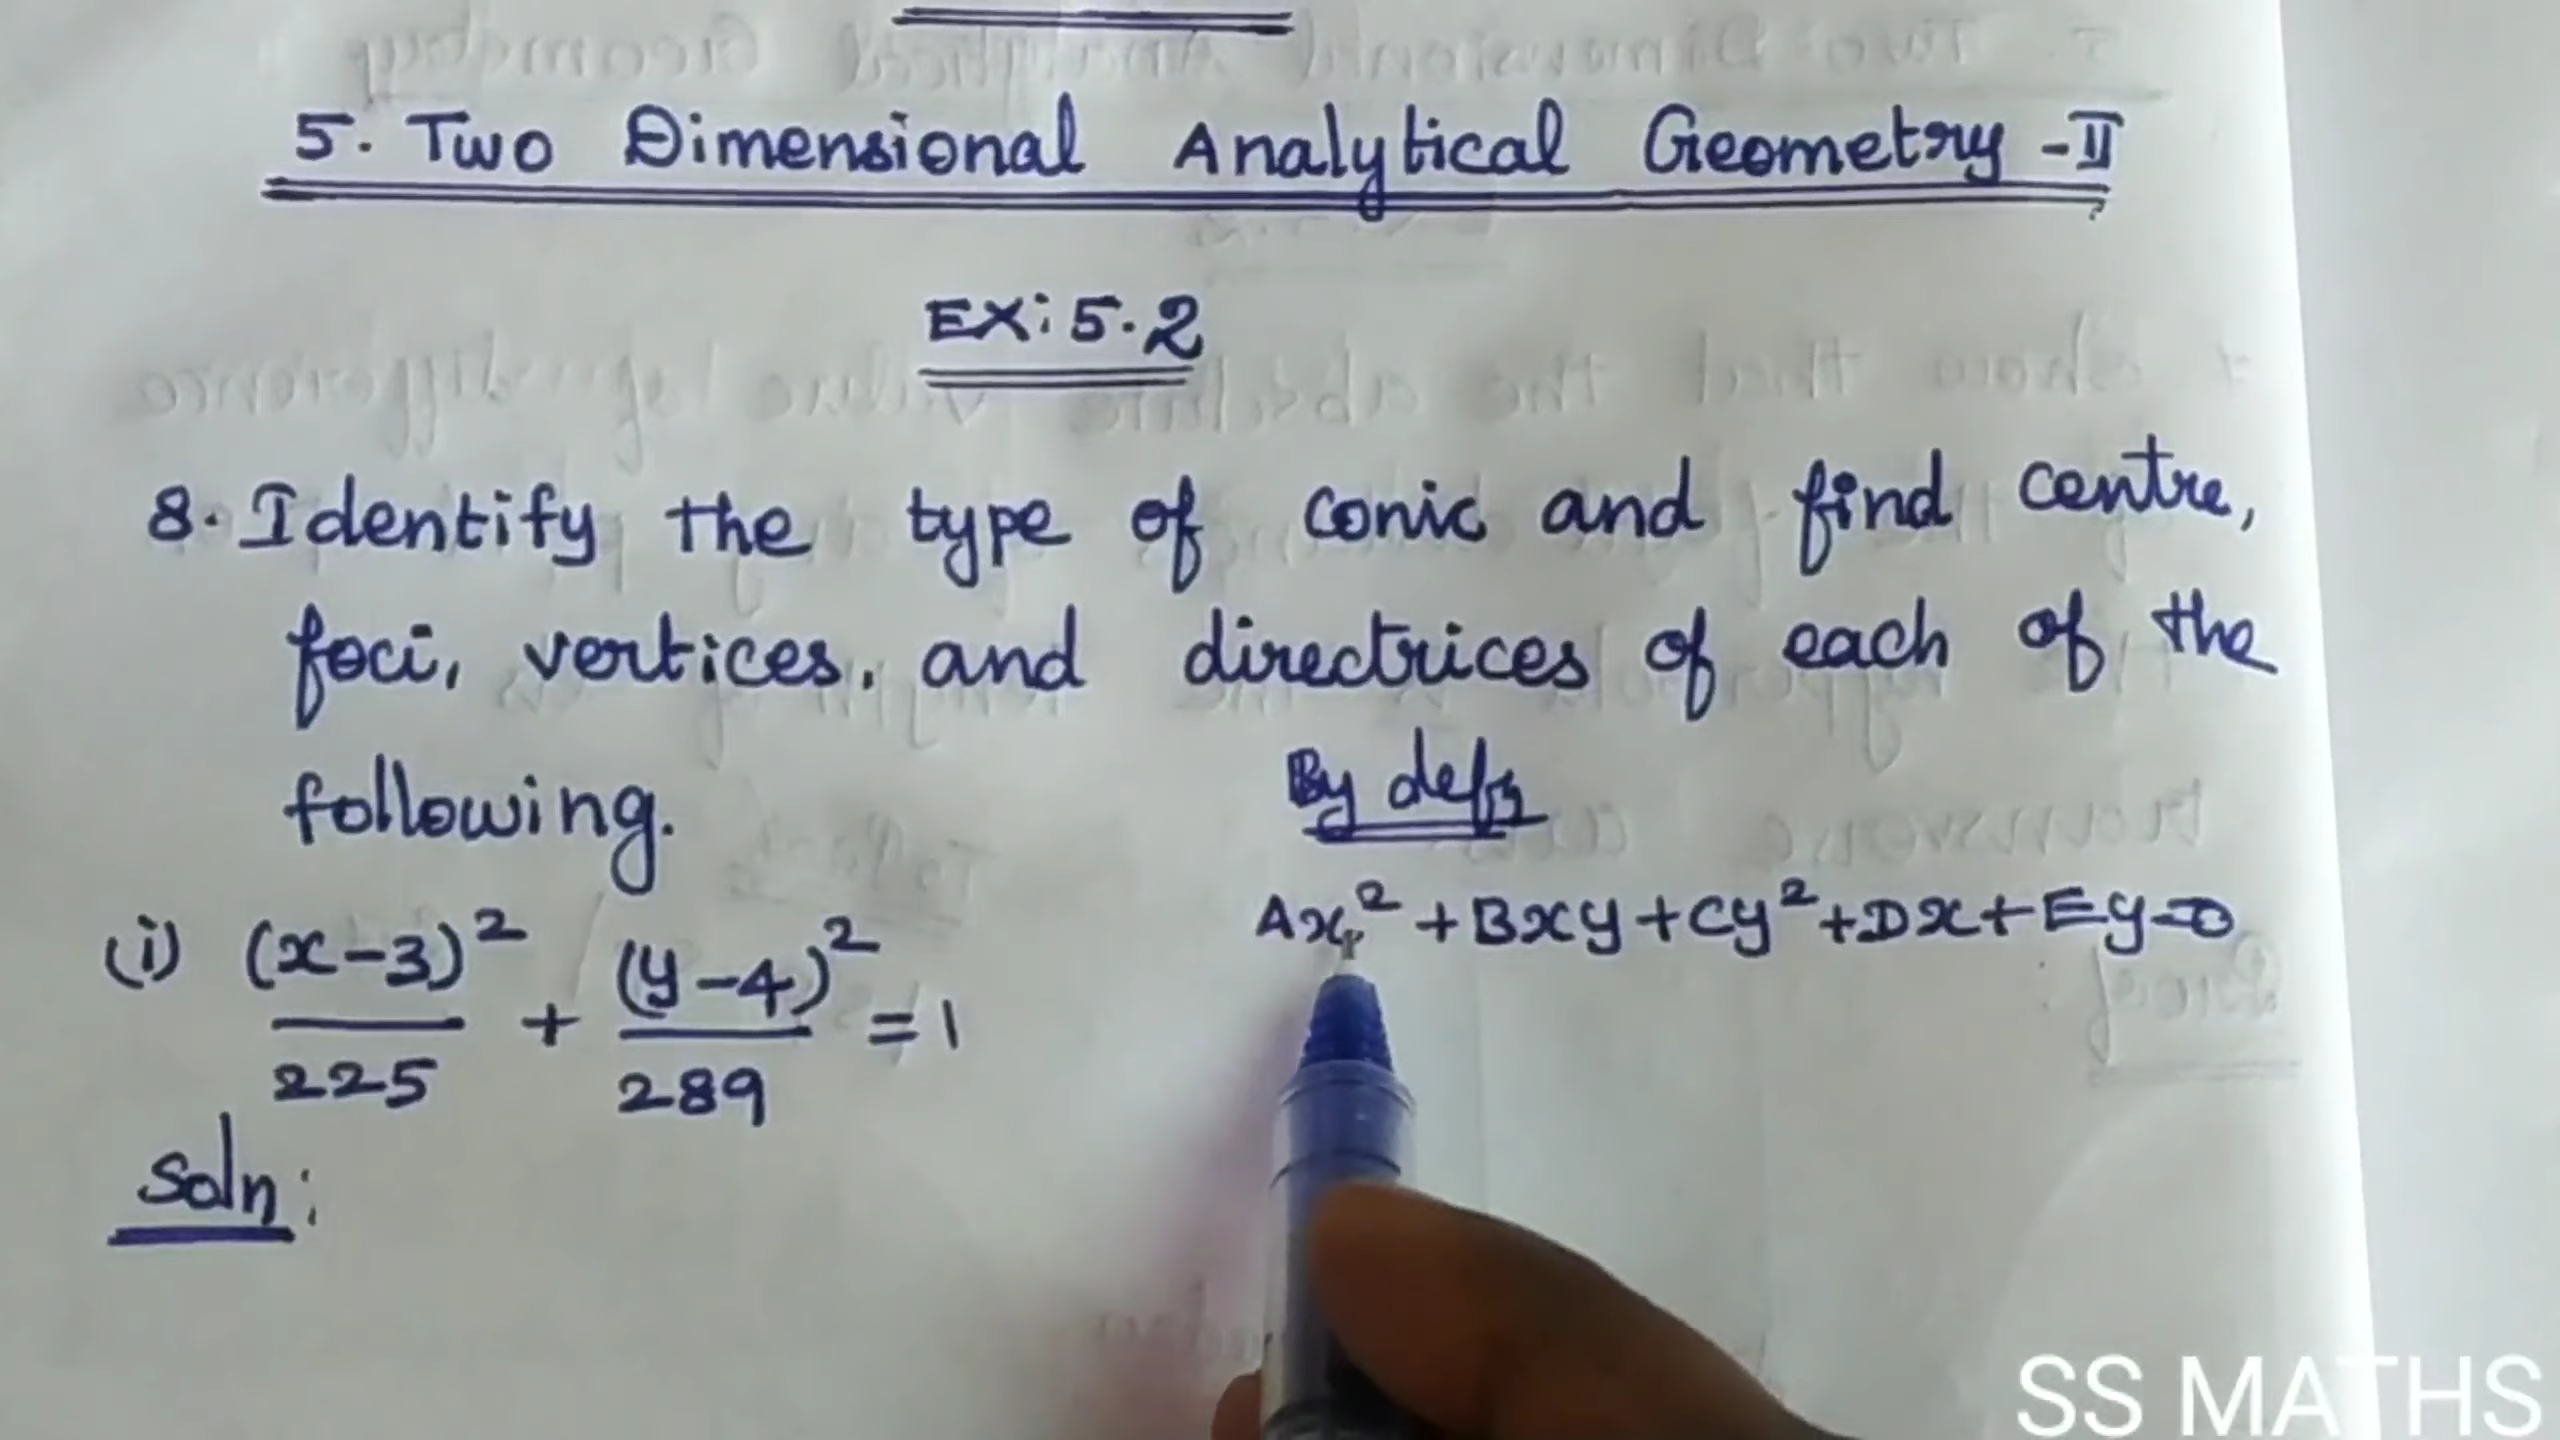 5. Two Dimensional Analytical Geometry -II
EX: 5.2
8. Identify the type of conic and find centre,
foci, vertices, and directrices of each of the
following.
By defn
(i) (x-3)²/225 + (y-4)²/289 = 1
Ax² + Bxy + Cy² + Dx + Ey = 0
Soln:
SS MATHS